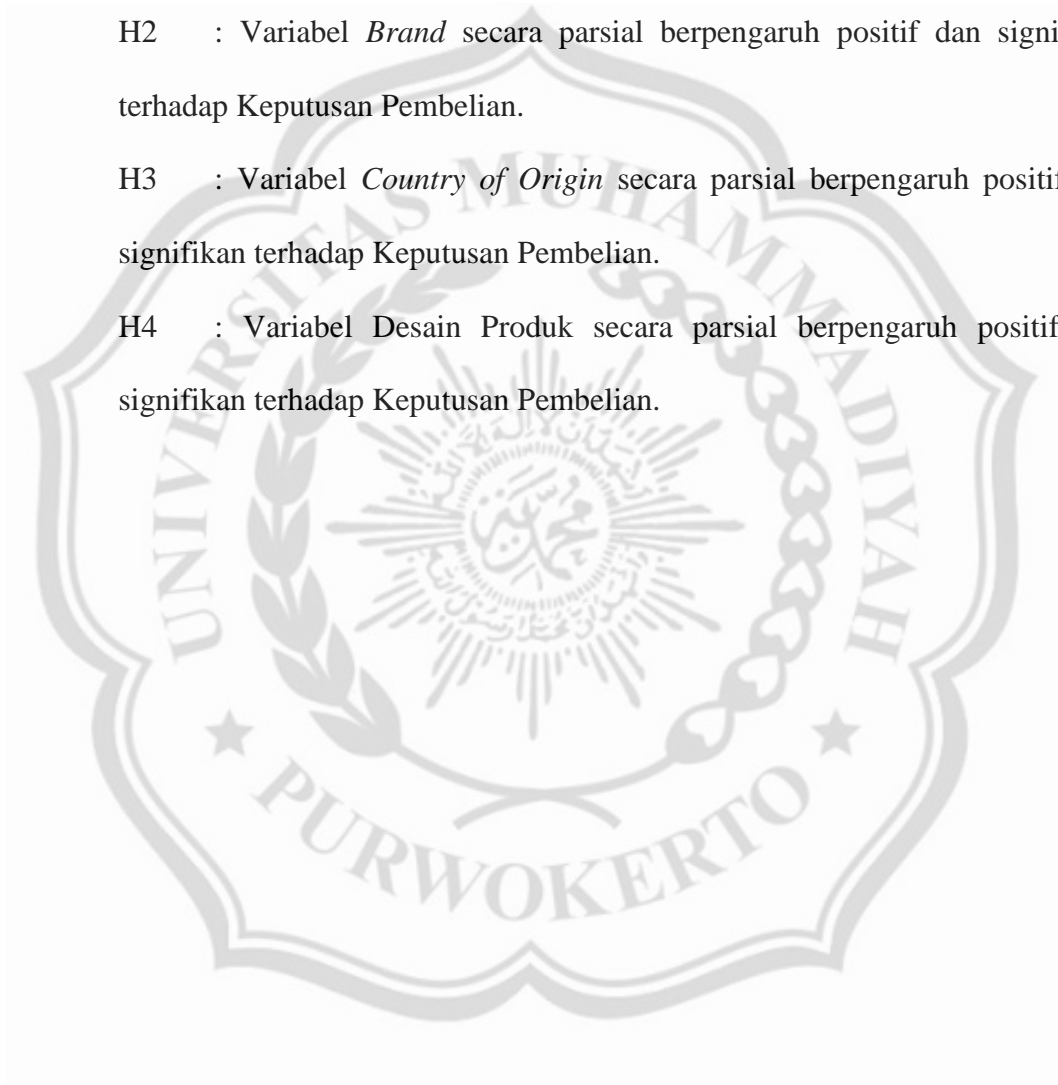 H2 : Variabel Brand secara parsial berpengaruh positif dan signi
terhadap Keputusan Pembelian.
H3 : Variabel Country of Origin secara parsial berpengaruh positif
signifikan terhadap Keputusan Pembelian.
H4 : Variabel Desain Produk secara parsial berpengaruh positif
signifikan terhadap Keputusan Pembelian.
UNIVERSITAS MUHAMMADIYAH
PURWOKERTO